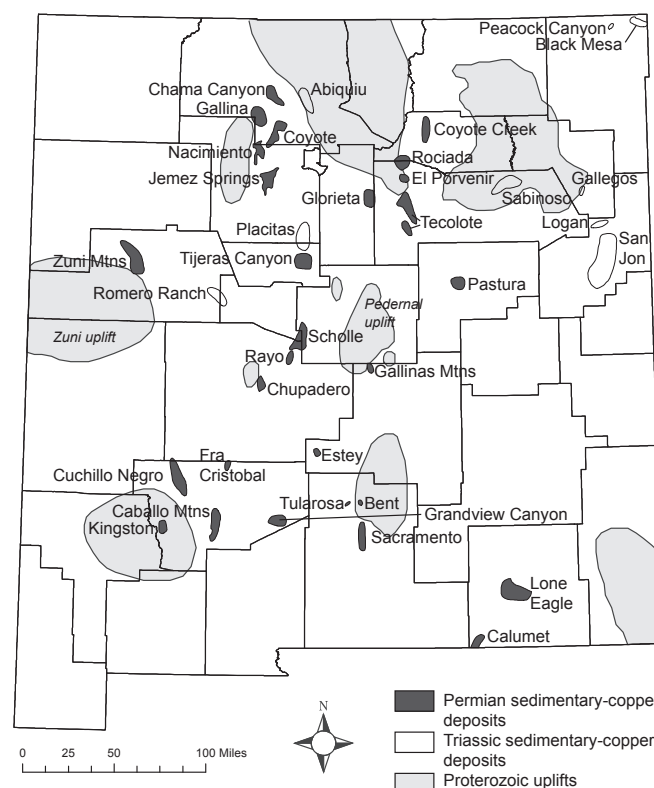 Peacock Canyon
Black Mesa
Chama Canyon
Abiquiu
Gallina
Coyote
Coyote Creek
Nacimiento
Rociada
Jemez Springs
El Porvenir
Gallegos
Glorieta
Sabinoso
Tecolote
Logan
Placitas
San
Jon
Zuni Mtns
Tijeras Canyon
Pastura
Romero Ranch
Pedernal
uplift
Zuni uplift
Scholle
Rayo
Gallinas Mtns
Chupadero
Fra
Cristobal
Estey
Cuchillo Negro
Caballo Mtns
Tularosa
Bent
Grandview Canyon
Kingstom
Sacramento
Lone
Eagle
Calumet
N
Permian sedimentary-coppe
deposits
Triassic sedimentary-copper
deposits
Proterozoic uplifts
0 25 50 100 Miles